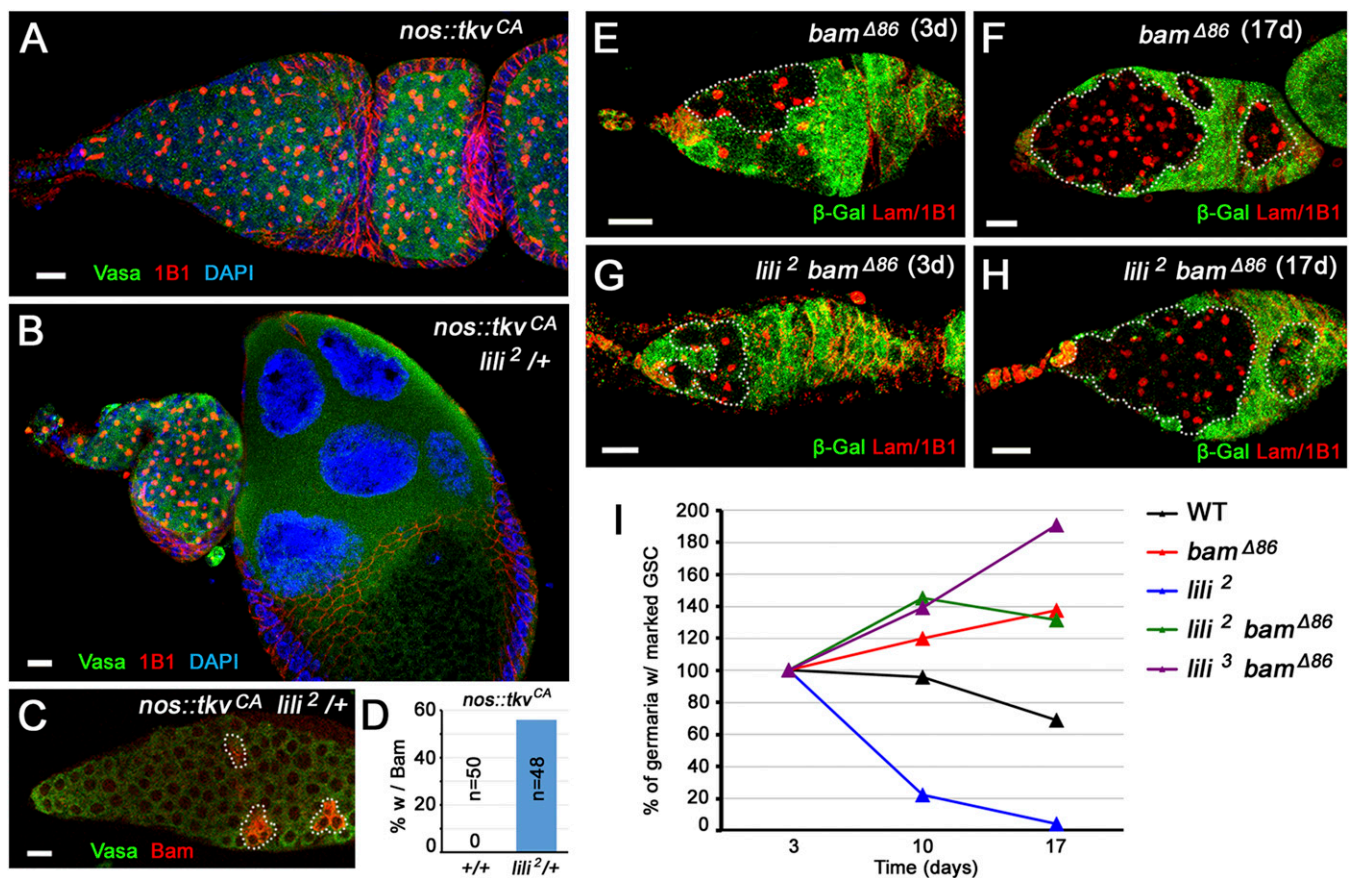 A
nos::tkv^CA
Vasa 1B1 DAPI
B
nos::tkv^CA
lili ² /+
Vasa 1B1 DAPI
C
nos::tkv^CA lili ² /+
Vasa Bam
D
nos::tkv^CA
60
40
20
0
% w / Bam
n=50
0
n=48
+/+
lili ²/+
E
bam^Δ86 (3d)
β-Gal Lam/1B1
F
bam^Δ86 (17d)
β-Gal Lam/1B1
G
lili ² bam^Δ86 (3d)
β-Gal Lam/1B1
H
lili ² bam^Δ86 (17d)
β-Gal Lam/1B1
I
200
180
160
140
120
100
80
60
40
20
0
% of germaria w/ marked GSC
3
10
17
Time (days)
WT
bam^Δ86
lili ²
lili ² bam^Δ86
lili ³ bam^Δ86